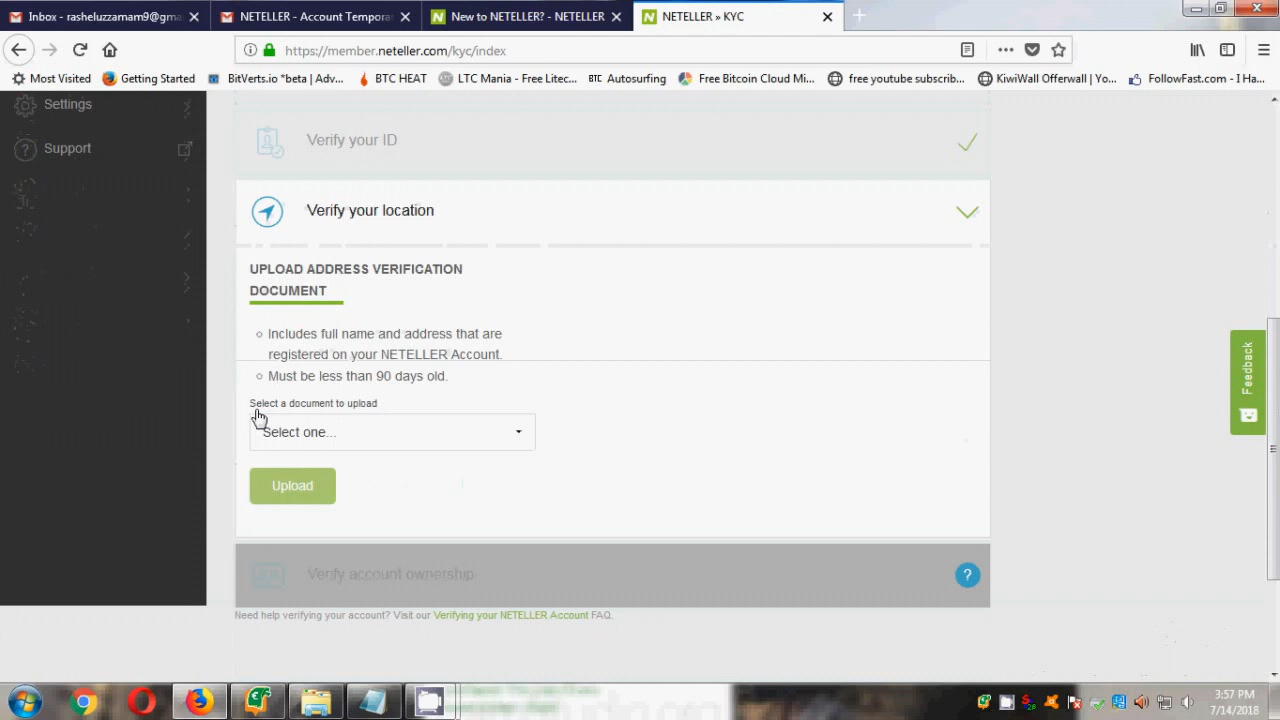 Inbox - rasheluzzamam9@gma
NETELLER - Account Tempora
New to NETELLER? - NETELLER
NETELLER » KYC
https://member.neteller.com/kyc/index
Most Visited
Getting Started
BitVerts.io *beta | Adv...
BTC HEAT
LTC Mania - Free Litec...
BTC Autosurfing
Free Bitcoin Cloud Mi...
free youtube subscrib...
KiwiWall Offerwall | Yo...
FollowFast.com - I Ha...
Settings
Support
Verify your ID
Verify your location
UPLOAD ADDRESS VERIFICATION
DOCUMENT
Includes full name and address that are
registered on your NETELLER Account.
Must be less than 90 days old.
Select a document to upload
Select one...
Upload
Verify account ownership
?
Need help verifying your account? Visit our Verifying your NETELLER Account FAQ.
Feedback
3:57 PM
7/14/2018